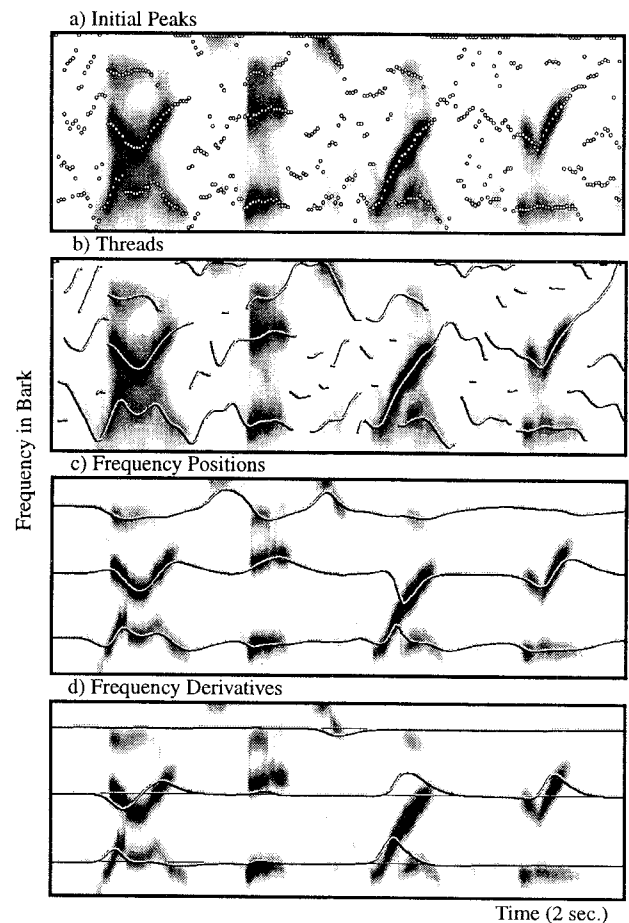 a) Initial Peaks
b) Threads
Frequency in Bark
c) Frequency Positions
d) Frequency Derivatives
Time (2 sec.)